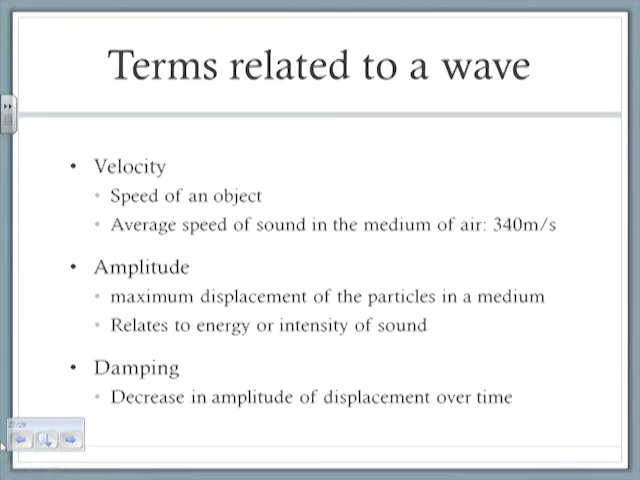 Terms related to a wave
• Velocity
• Speed of an object
• Average speed of sound in the medium of air: 340m/s
• Amplitude
• maximum displacement of the particles in a medium
• Relates to energy or intensity of sound
• Damping
• Decrease in amplitude of displacement over time